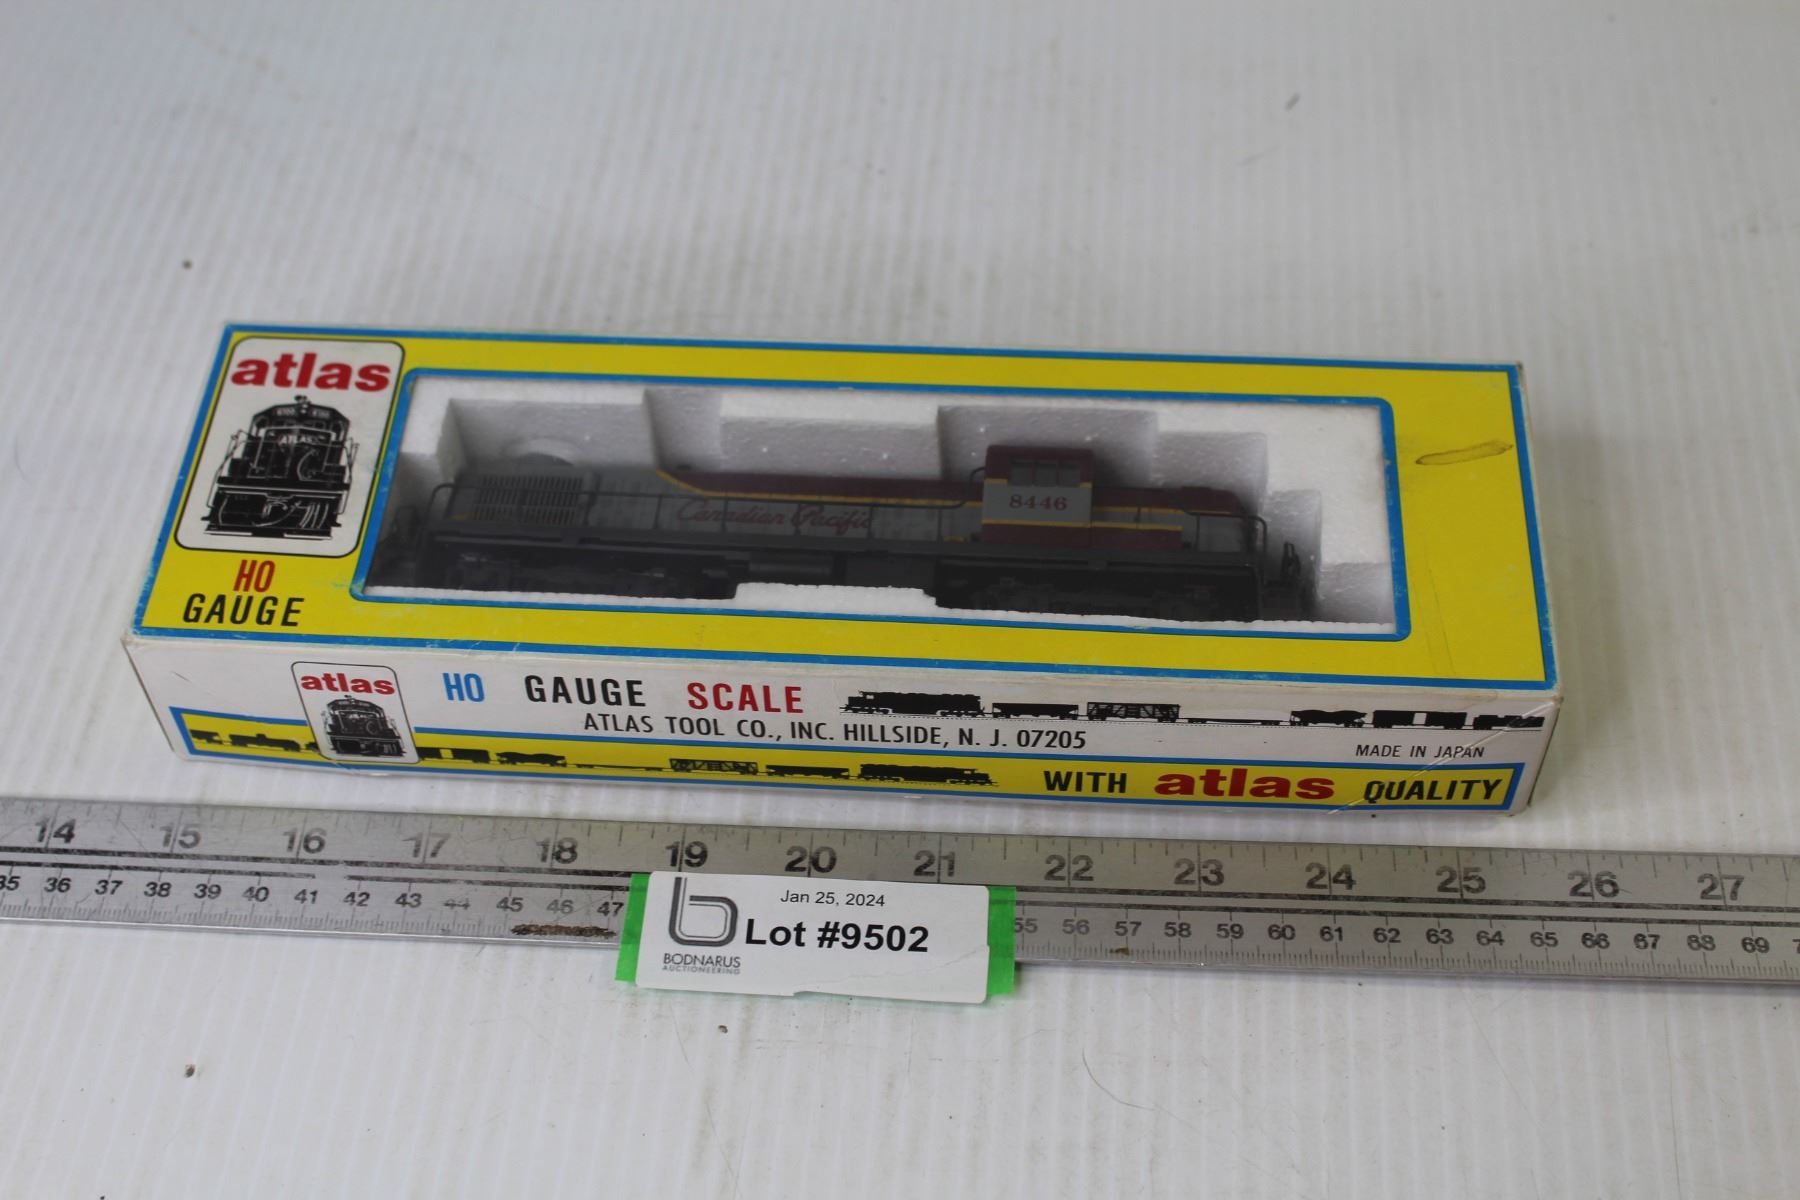 atlas
ATLAS
HO
GAUGE
Canadian Pacific
8446
atlas
HO GAUGE SCALE
ATLAS TOOL CO., INC. HILLSIDE, N. J. 07205
MADE IN JAPAN
WITH atlas QUALITY
14 15 16 17 18 19 20 21 22 23 24 25 26 27
35 36 37 38 39 40 41 42 43 44 45 46 47 55 56 57 58 59 60 61 62 63 64 65 66 67 68 69
Jan 25, 2024
Lot #9502
BODNARUS
AUCTIONEERING